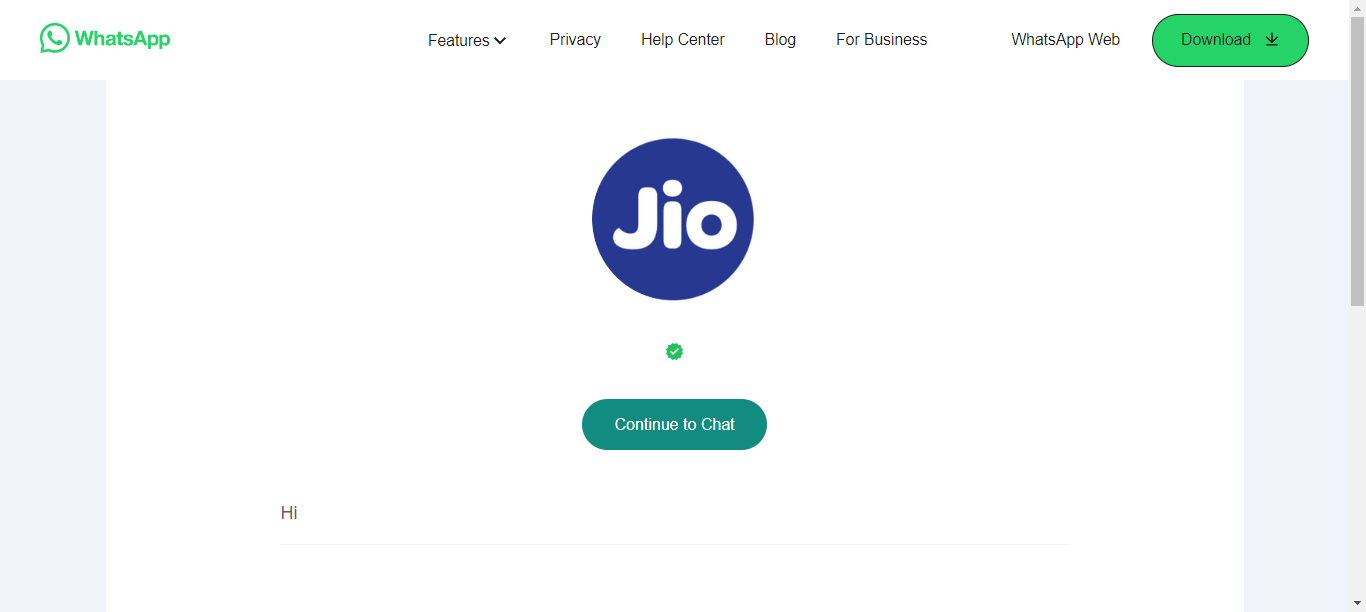 WhatsApp
Features Privacy Help Center Blog For Business WhatsApp Web Download
Jio
Continue to Chat
Hi